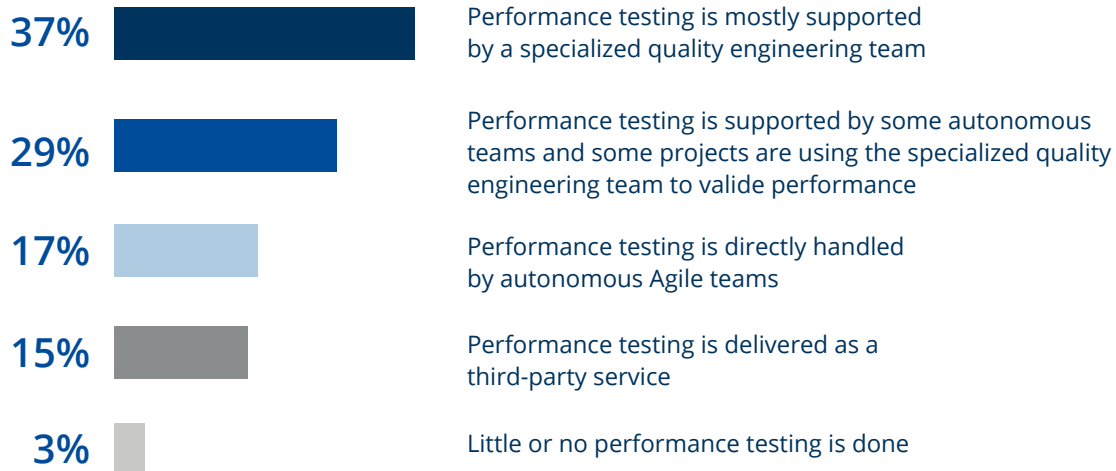 37%
Performance testing is mostly supported
by a specialized quality engineering team
29%
Performance testing is supported by some autonomous
teams and some projects are using the specialized quality
engineering team to valide performance
17%
Performance testing is directly handled
by autonomous Agile teams
15%
Performance testing is delivered as a
third-party service
3%
Little or no performance testing is done